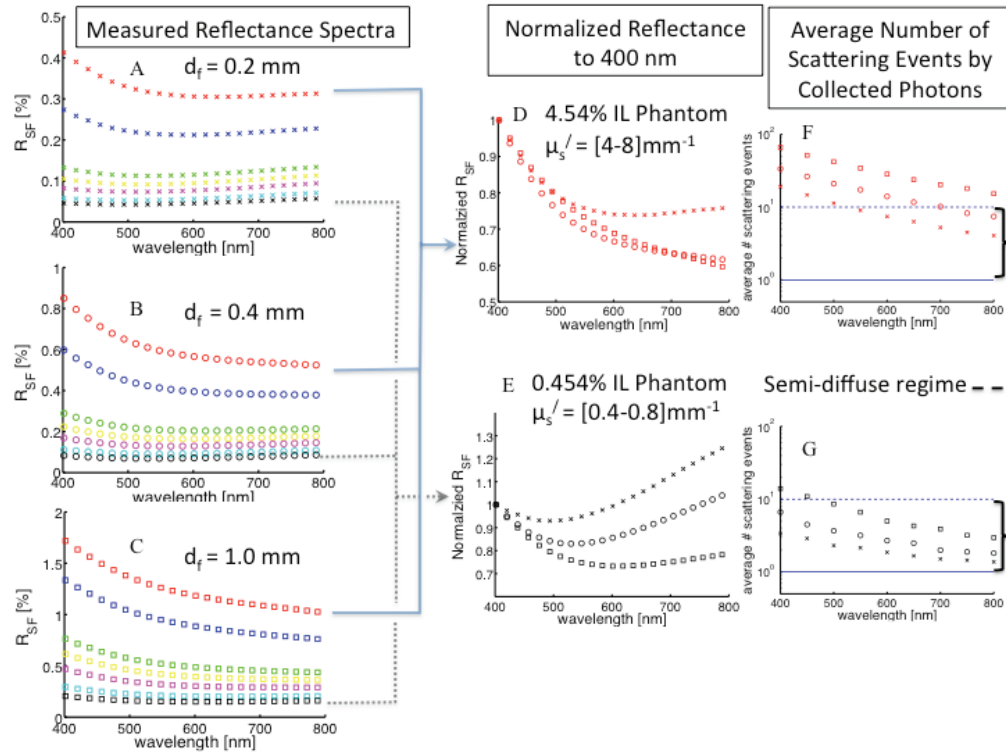 Measured Reflectance Spectra
Normalized Reflectance
to 400 nm
Average Number of
Scattering Events by
Collected Photons
A
d_f = 0.2 mm
R_SF [%]
0.4
0.3
0.2
0.1
0
400 500 600 700 800
wavelength [nm]
B
d_f = 0.4 mm
R_SF [%]
1
0.8
0.6
0.4
0.2
0
400 500 600 700 800
wavelength [nm]
C
d_f = 1.0 mm
R_SF [%]
2
1.5
1
0.5
0
400 500 600 700 800
wavelength [nm]
D 4.54% IL Phantom
μ_s′ = [4-8]mm⁻¹
Normalzied R_SF
1
0.9
0.8
0.7
0.6
0.5
400 500 600 700 800
wavelength [nm]
E 0.454% IL Phantom
μ_s′ = [0.4-0.8]mm⁻¹
Normalzied R_SF
1.3
1.2
1.1
1
0.9
0.8
0.7
400 500 600 700 800
wavelength [nm]
F
average # scattering events
10²
10¹
10⁰
400 500 600 700 800
wavelength [nm]
Semi-diffuse regime
G
average # scattering events
10²
10¹
10⁰
400 500 600 700 800
wavelength [nm]